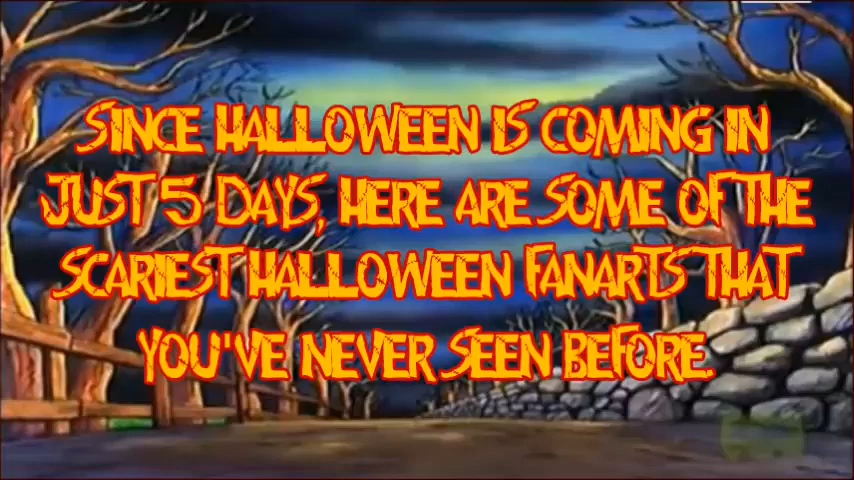 SINCE HALLOWEEN IS COMING IN
JUST 5 DAYS, HERE ARE SOME OF THE
SCARIEST HALLOWEEN FANARTS THAT
YOU'VE NEVER SEEN BEFORE.